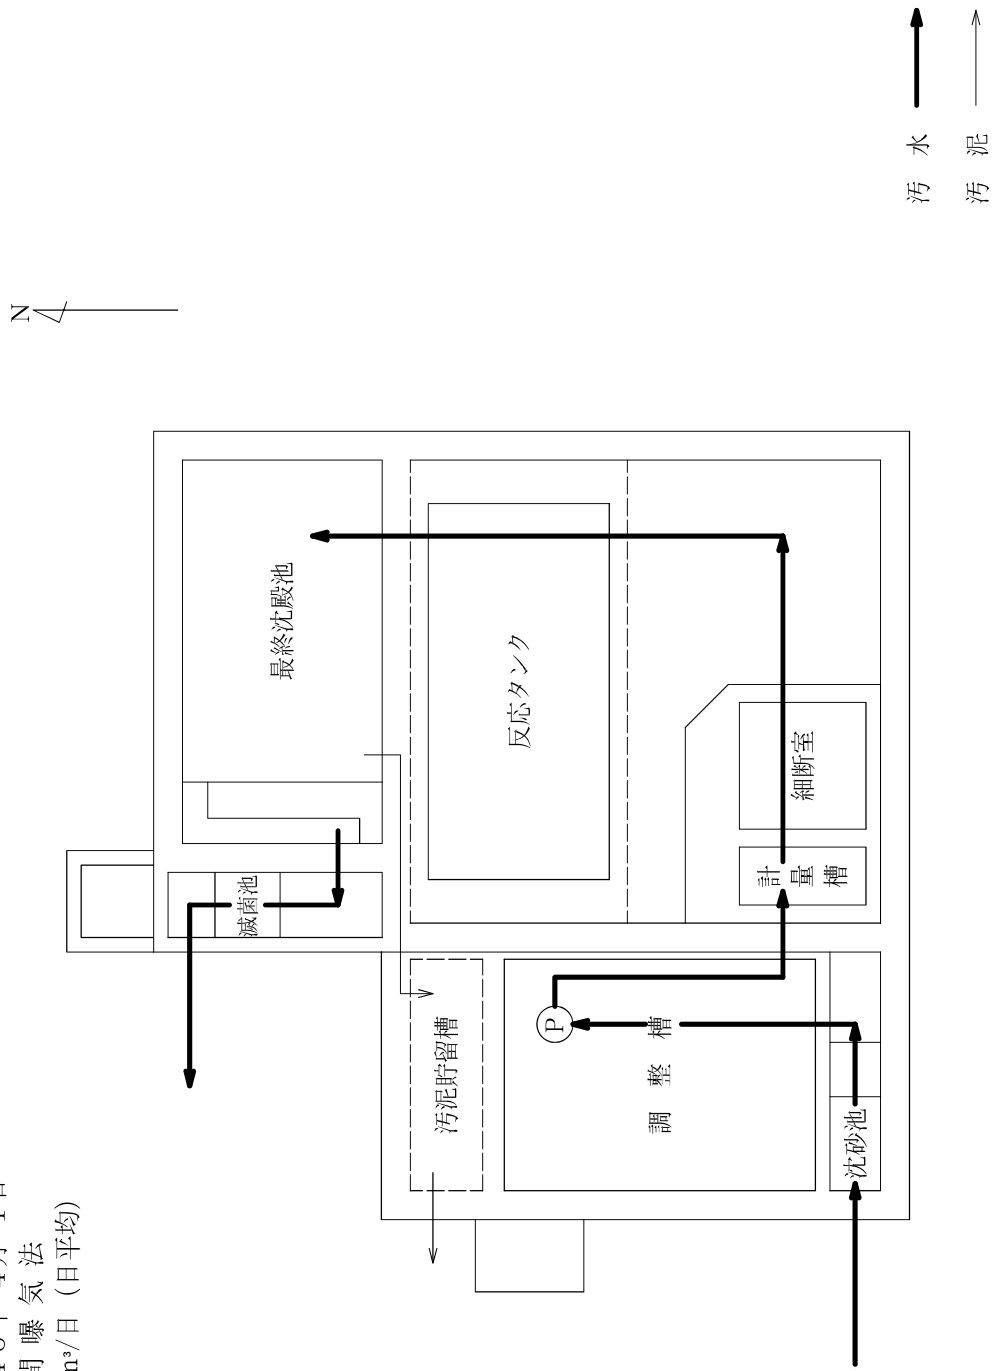 N
汚 水
汚 泥
最終沈殿池
滅菌池
反応タンク
細断室
計量槽
汚泥貯留槽
P
調 整 槽
沈砂池
曝 気 法
m³/日 (日平均)